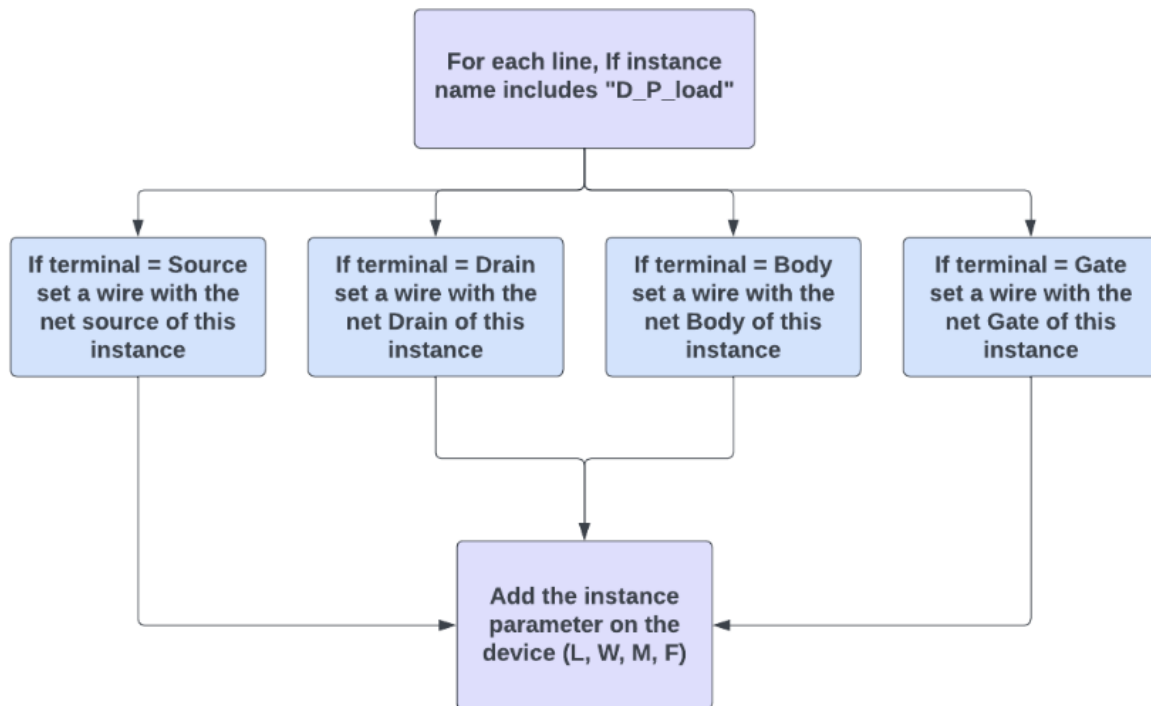 For each line, If instance
name includes "D_P_load"
If terminal = Source
set a wire with the
net source of this
instance
If terminal = Drain
set a wire with the
net Drain of this
instance
If terminal = Body
set a wire with the
net Body of this
instance
If terminal = Gate
set a wire with the
net Gate of this
instance
Add the instance
parameter on the
device (L, W, M, F)